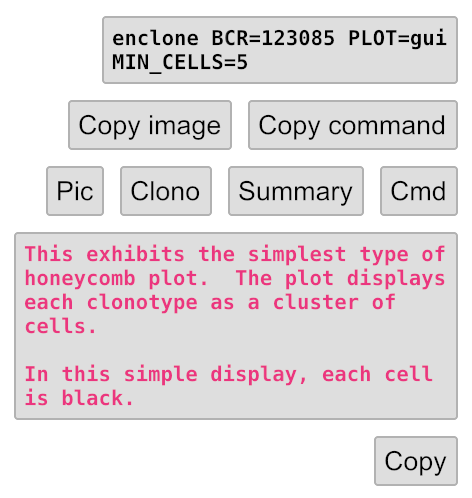 enclone BCR=123085 PLOT=gui
MIN_CELLS=5
Copy image
Copy command
Pic
Clono
Summary
Cmd
This exhibits the simplest type of
honeycomb plot.  The plot displays
each clonotype as a cluster of
cells.

In this simple display, each cell
is black.
Copy